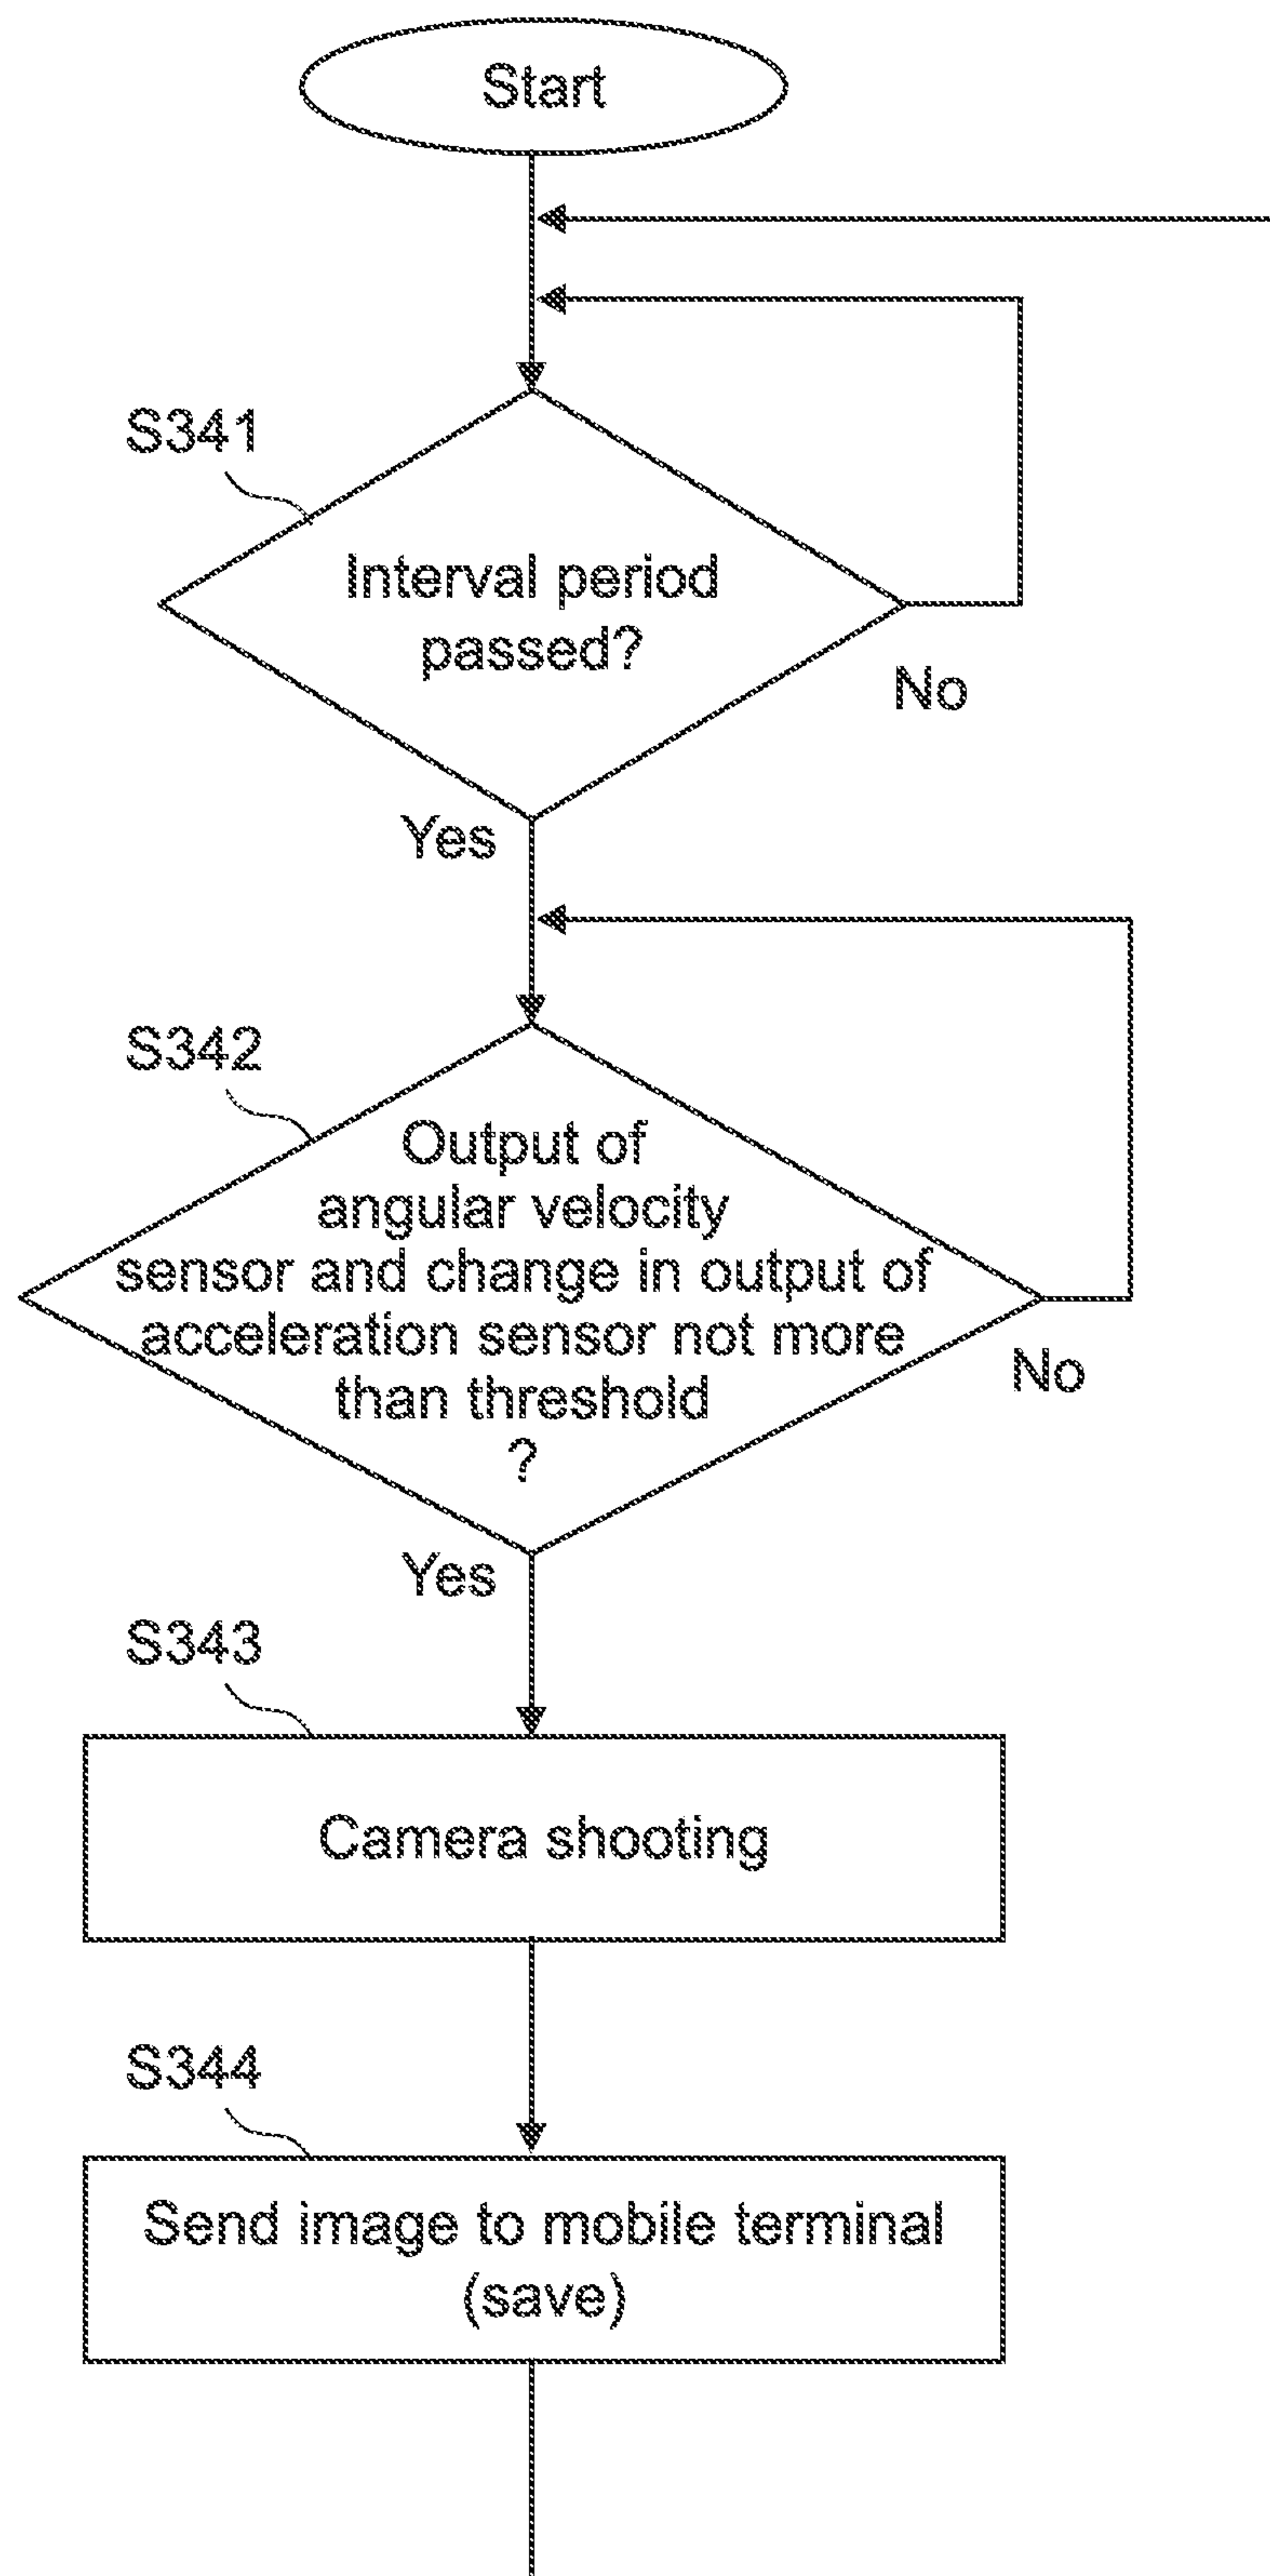 Start
S341
Interval period
passed?
No
Yes
S342
Output of
angular velocity
sensor and change in output of
acceleration sensor not more
than threshold
?
No
Yes
S343
Camera shooting
S344
Send image to mobile terminal
(save)